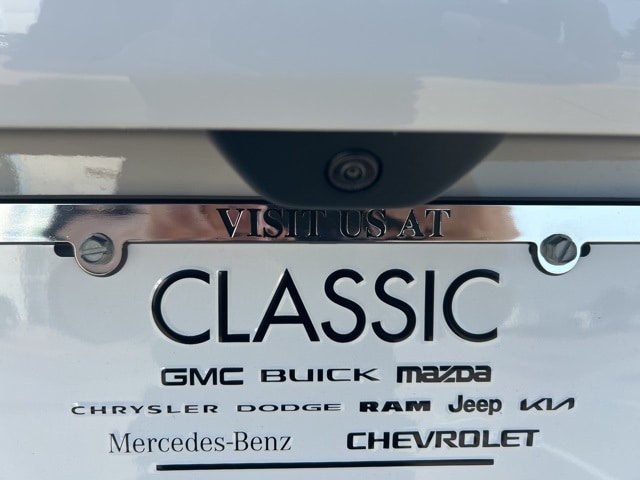 VISIT US AT
CLASSIC
GMC BUICK mazda
CHRYSLER DODGE RAM Jeep KIA
Mercedes-Benz CHEVROLET